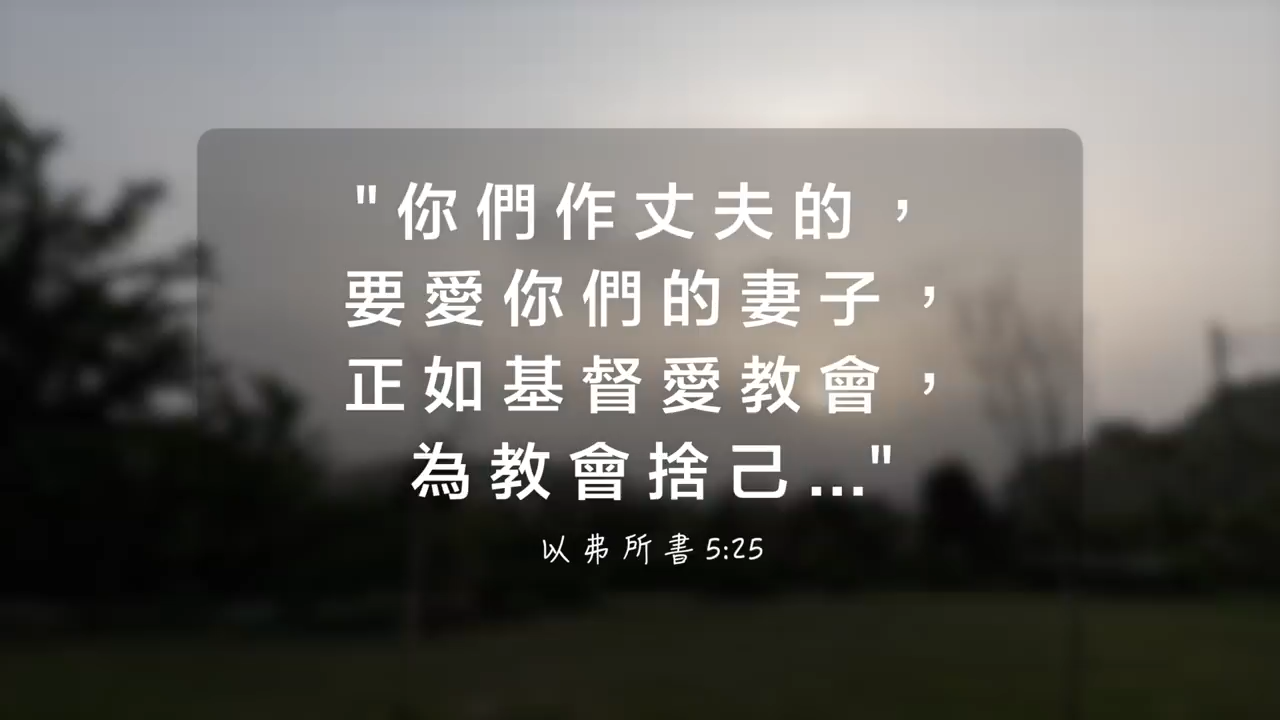 "你們作丈夫的，
要愛你們的妻子，
正如基督愛教會，
為教會捨己..."
以弗所書 5:25